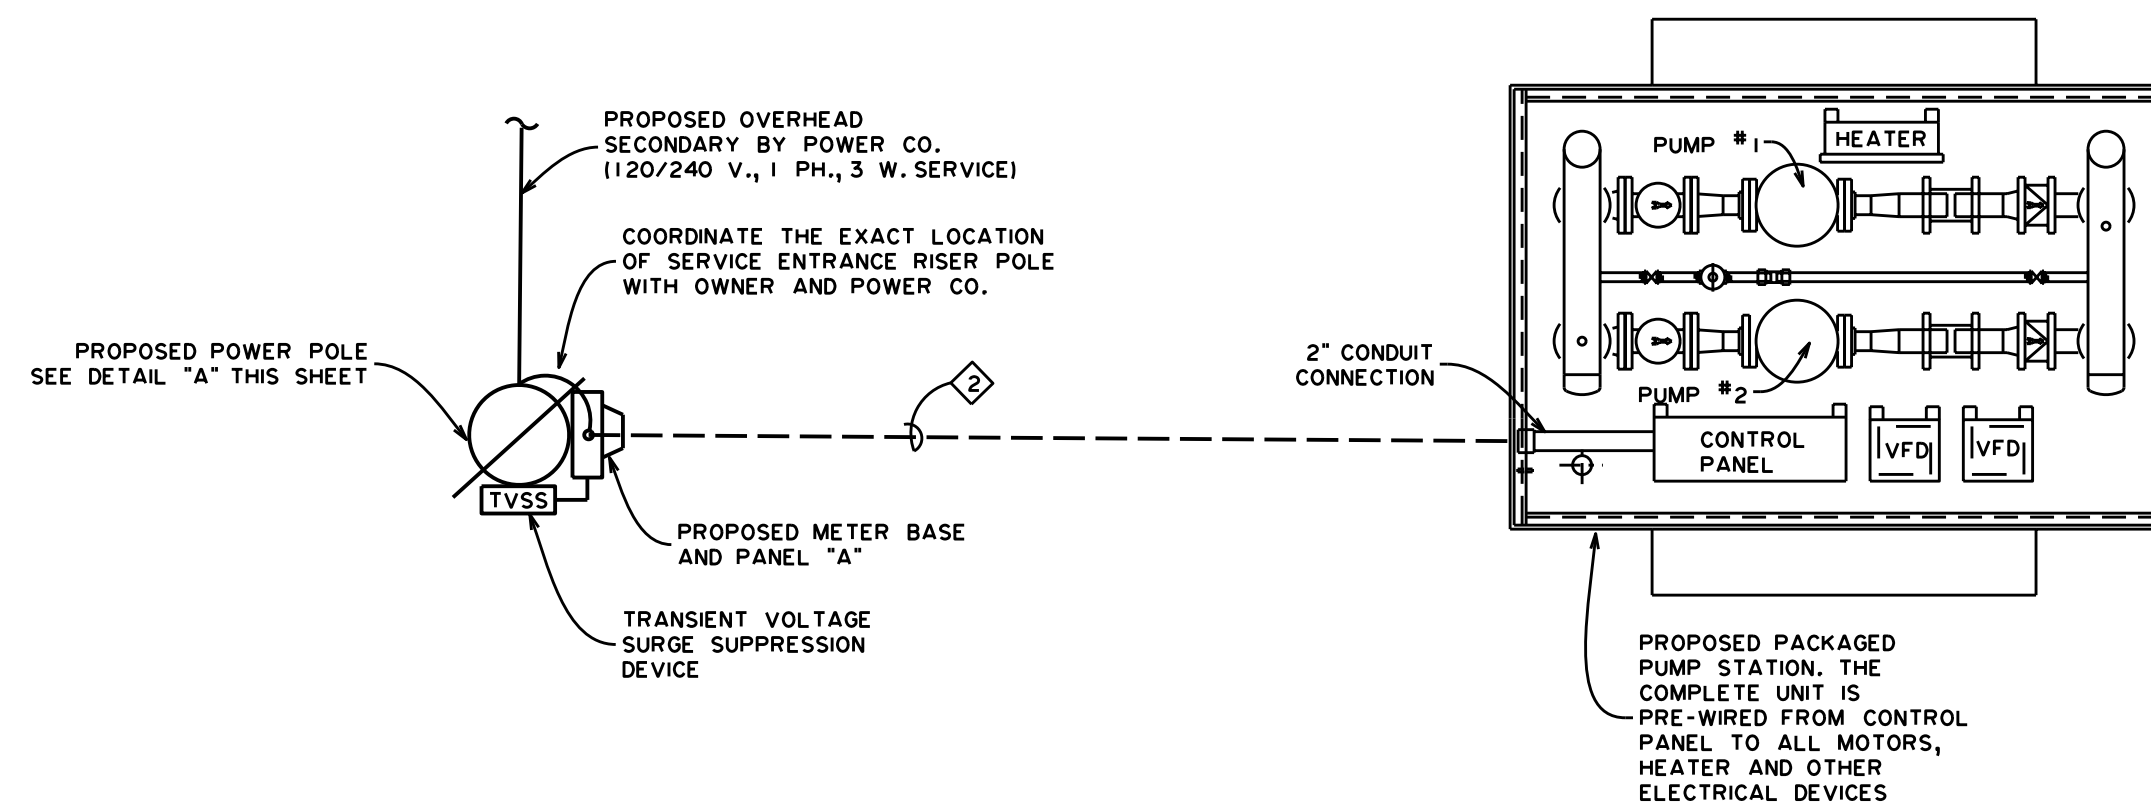 PROPOSED OVERHEAD
SECONDARY BY POWER CO.
(120/240 V., 1 PH., 3 W. SERVICE)
COORDINATE THE EXACT LOCATION
OF SERVICE ENTRANCE RISER POLE
WITH OWNER AND POWER CO.
PROPOSED POWER POLE
SEE DETAIL "A" THIS SHEET
2
TVSS
PROPOSED METER BASE
AND PANEL "A"
TRANSIENT VOLTAGE
SURGE SUPPRESSION
DEVICE
PUMP #1
HEATER
2" CONDUIT
CONNECTION
PUMP #2
CONTROL
PANEL
VFD
VFD
PROPOSED PACKAGED
PUMP STATION. THE
COMPLETE UNIT IS
PRE-WIRED FROM CONTROL
PANEL TO ALL MOTORS,
HEATER AND OTHER
ELECTRICAL DEVICES